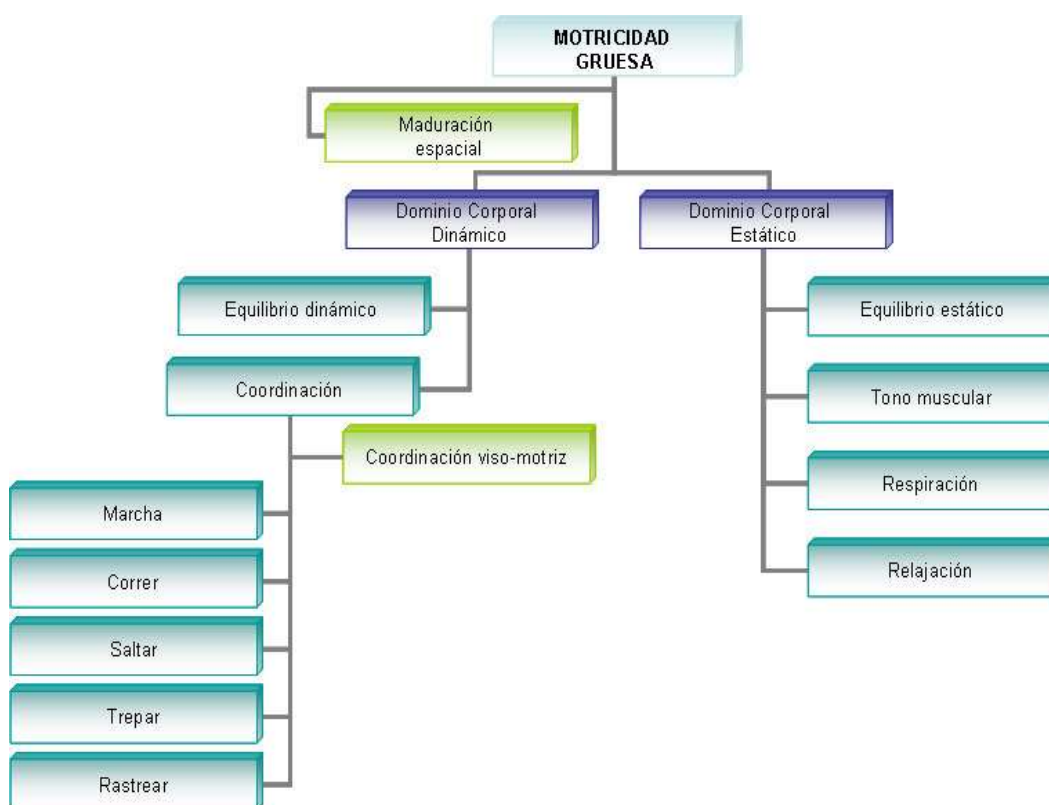 MOTRICIDAD
GRUESA
Maduración
espacial
Dominio Corporal
Dinámico
Dominio Corporal
Estático
Equilibrio dinámico
Equilibrio estático
Coordinación
Tono muscular
Coordinación viso-motriz
Respiración
Marcha
Correr
Relajación
Saltar
Trepar
Rastrear